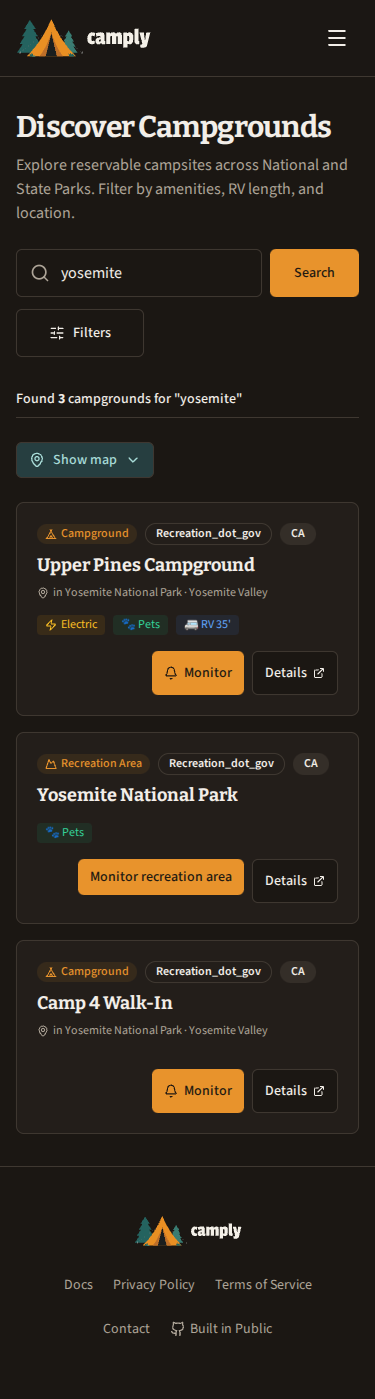 camply
Discover Campgrounds
Explore reservable campsites across National and
State Parks. Filter by amenities, RV length, and
location.
yosemite
Search
Filters
Found 3 campgrounds for "yosemite"
Show map
Campground Recreation_dot_gov CA
Upper Pines Campground
in Yosemite National Park · Yosemite Valley
Electric Pets RV 35'
Monitor Details
Recreation Area Recreation_dot_gov CA
Yosemite National Park
Pets
Monitor recreation area Details
Campground Recreation_dot_gov CA
Camp 4 Walk-In
in Yosemite National Park · Yosemite Valley
Monitor Details
camply
Docs Privacy Policy Terms of Service
Contact Built in Public